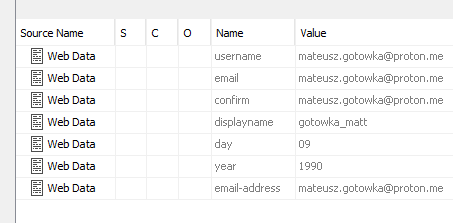 Source Name S C O Name Value
Web Data username mateusz.gotowka@proton.me
Web Data email mateusz.gotowka@proton.me
Web Data confirm mateusz.gotowka@proton.me
Web Data displayname gotowka_matt
Web Data day 09
Web Data year 1990
Web Data email-address mateusz.gotowka@proton.me